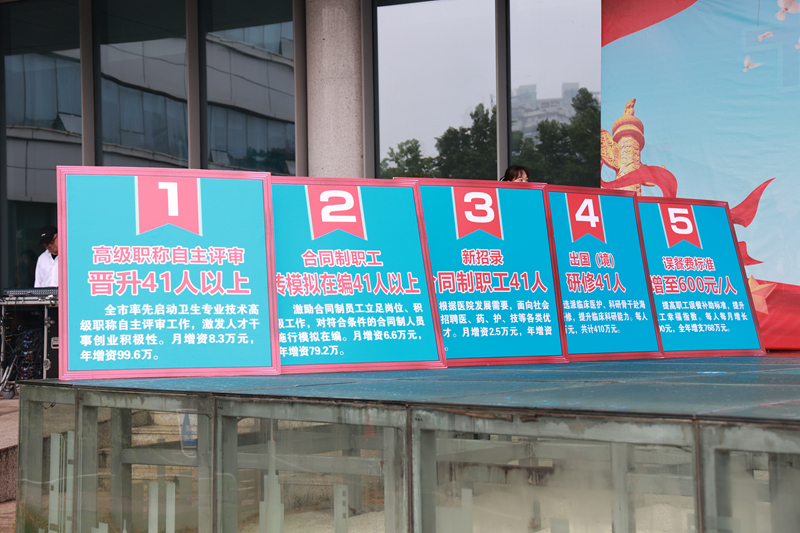 1
高级职称自主评审
晋升41人以上
全市率先启动卫生专业技术高
级职称自主评审工作，激发人才干
事创业积极性。月增资8.3万元，
年增资99.6万。
2
合同制职工
转模拟在编41人以上
激励合同制员工立足岗位、积
极工作，对符合条件的合同制人员
施行模拟在编。月增资6.6万元，
年增资79.2万。
3
新招录
合同制职工41人
根据医院发展需要，面向社会
招聘医、药、护、技等各类优
才。月增资2.5万元，年增资
4
出国（境）
研修41人
选派临床医护、科研骨干赴海
修，提升临床科研能力。每人
万元，共计410万元。
5
误餐费标准
增至600元/人
提高职工误餐补助标准，提升
工幸福指数。每人每月增长
0元，全年增支768万元。